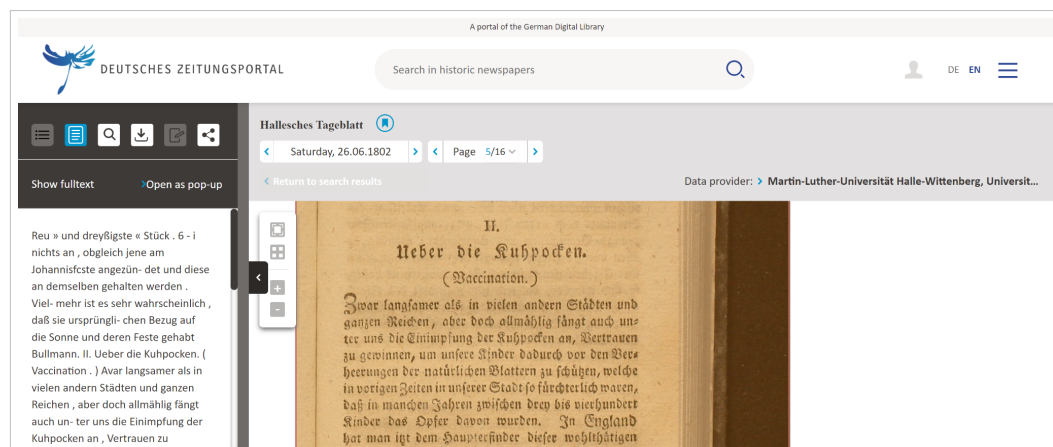 A portal of the German Digital Library
DEUTSCHES ZEITUNGSPORTAL
Search in historic newspapers
DE EN
Hallesches Tageblatt
Saturday, 26.06.1802
Page 5/16
Return to search results
Data provider: Martin-Luther-Universität Halle-Wittenberg, Universit...
Show fulltext
Open as pop-up
Reu » und dreyßigste « Stück . 6 - i
nichts an , obgleich jene am
Johannisfcste angezün- det und diese
an demselben gehalten werden .
Viel- mehr ist es sehr wahrscheinlich ,
daß sie ursprüngli- chen Bezug auf
die Sonne und deren Feste gehabt
Bullmann. II. Ueber die Kuhpocken. (
Vaccination . ) Avar langsamer als in
vielen andern Städten und ganzen
Reichen , aber doch allmählig fängt
auch un- ter uns die Einimpfung der
Kuhpocken an , Vertrauen zu
II.
Ueber die Kuhpocken.
(Vaccination.)
Zwar langsamer als in vielen andern Städten und
ganzen Reichen, aber doch allmählig fängt auch un-
ter uns die Einimpfung der Kuhpocken an, Vertrauen
zu gewinnen, um unsere Kinder dadurch vor den Ver-
heerungen der natürlichen Blattern zu schützen, welche
in vorigen Zeiten in unserer Stadt so fürchterlich waren,
daß in manchen Jahren zwischen drey bis vierhundert
Kinder das Opfer davon wurden. In England
hat man itzt dem Haupterfinder dieser wohlthätigen